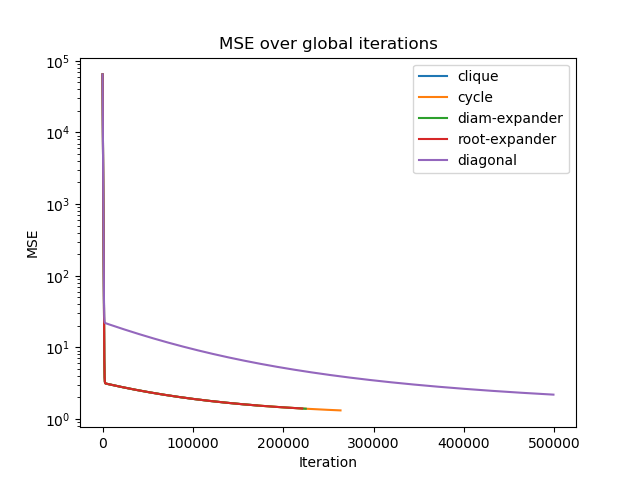 MSE over global iterations
MSE
10^5
10^4
10^3
10^2
10^1
10^0
clique
cycle
diam-expander
root-expander
diagonal
0 100000 200000 300000 400000 500000
Iteration